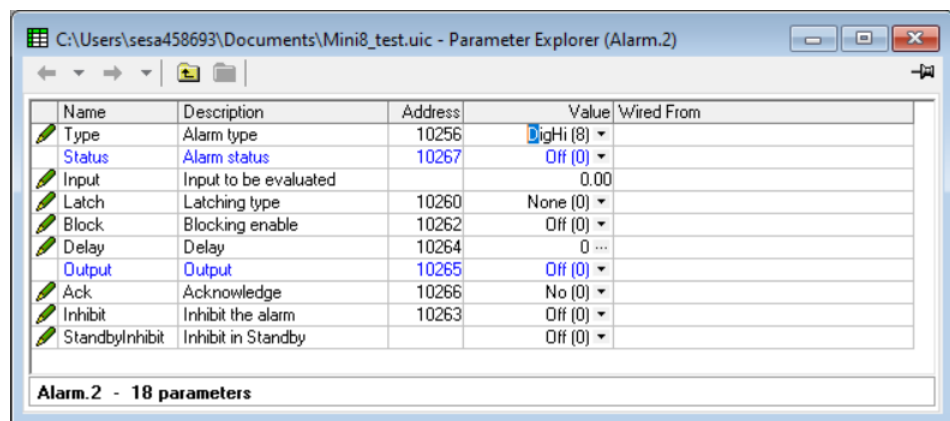 C:\Users\sesa458693\Documents\Mini8_test.uic - Parameter Explorer (Alarm.2)
Name Description Address Value Wired From
Type Alarm type 10256 DigHi (8)
Status Alarm status 10267 Off (0)
Input Input to be evaluated 0.00
Latch Latching type 10260 None (0)
Block Blocking enable 10262 Off (0)
Delay Delay 10264 0 ...
Output Output 10265 Off (0)
Ack Acknowledge 10266 No (0)
Inhibit Inhibit the alarm 10263 Off (0)
StandbyInhibit Inhibit in Standby Off (0)
Alarm.2 - 18 parameters